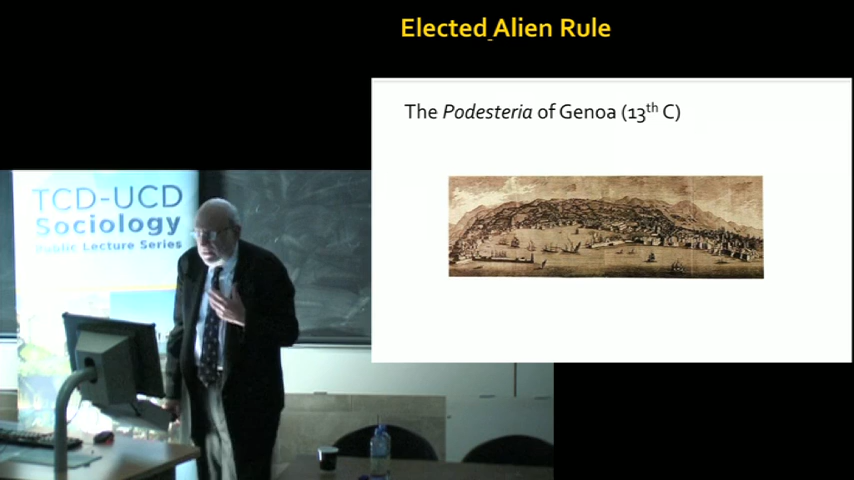 Elected Alien Rule
The Podesteria of Genoa (13th C)
TCD-UCD
Sociology
Public Lecture Series